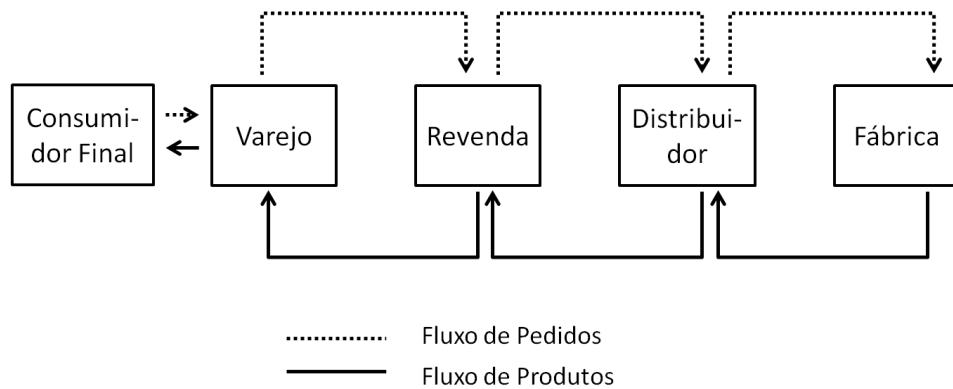 Consumi-
dor Final
Varejo
Revenda
Distribui-
dor
Fábrica
Fluxo de Pedidos
Fluxo de Produtos